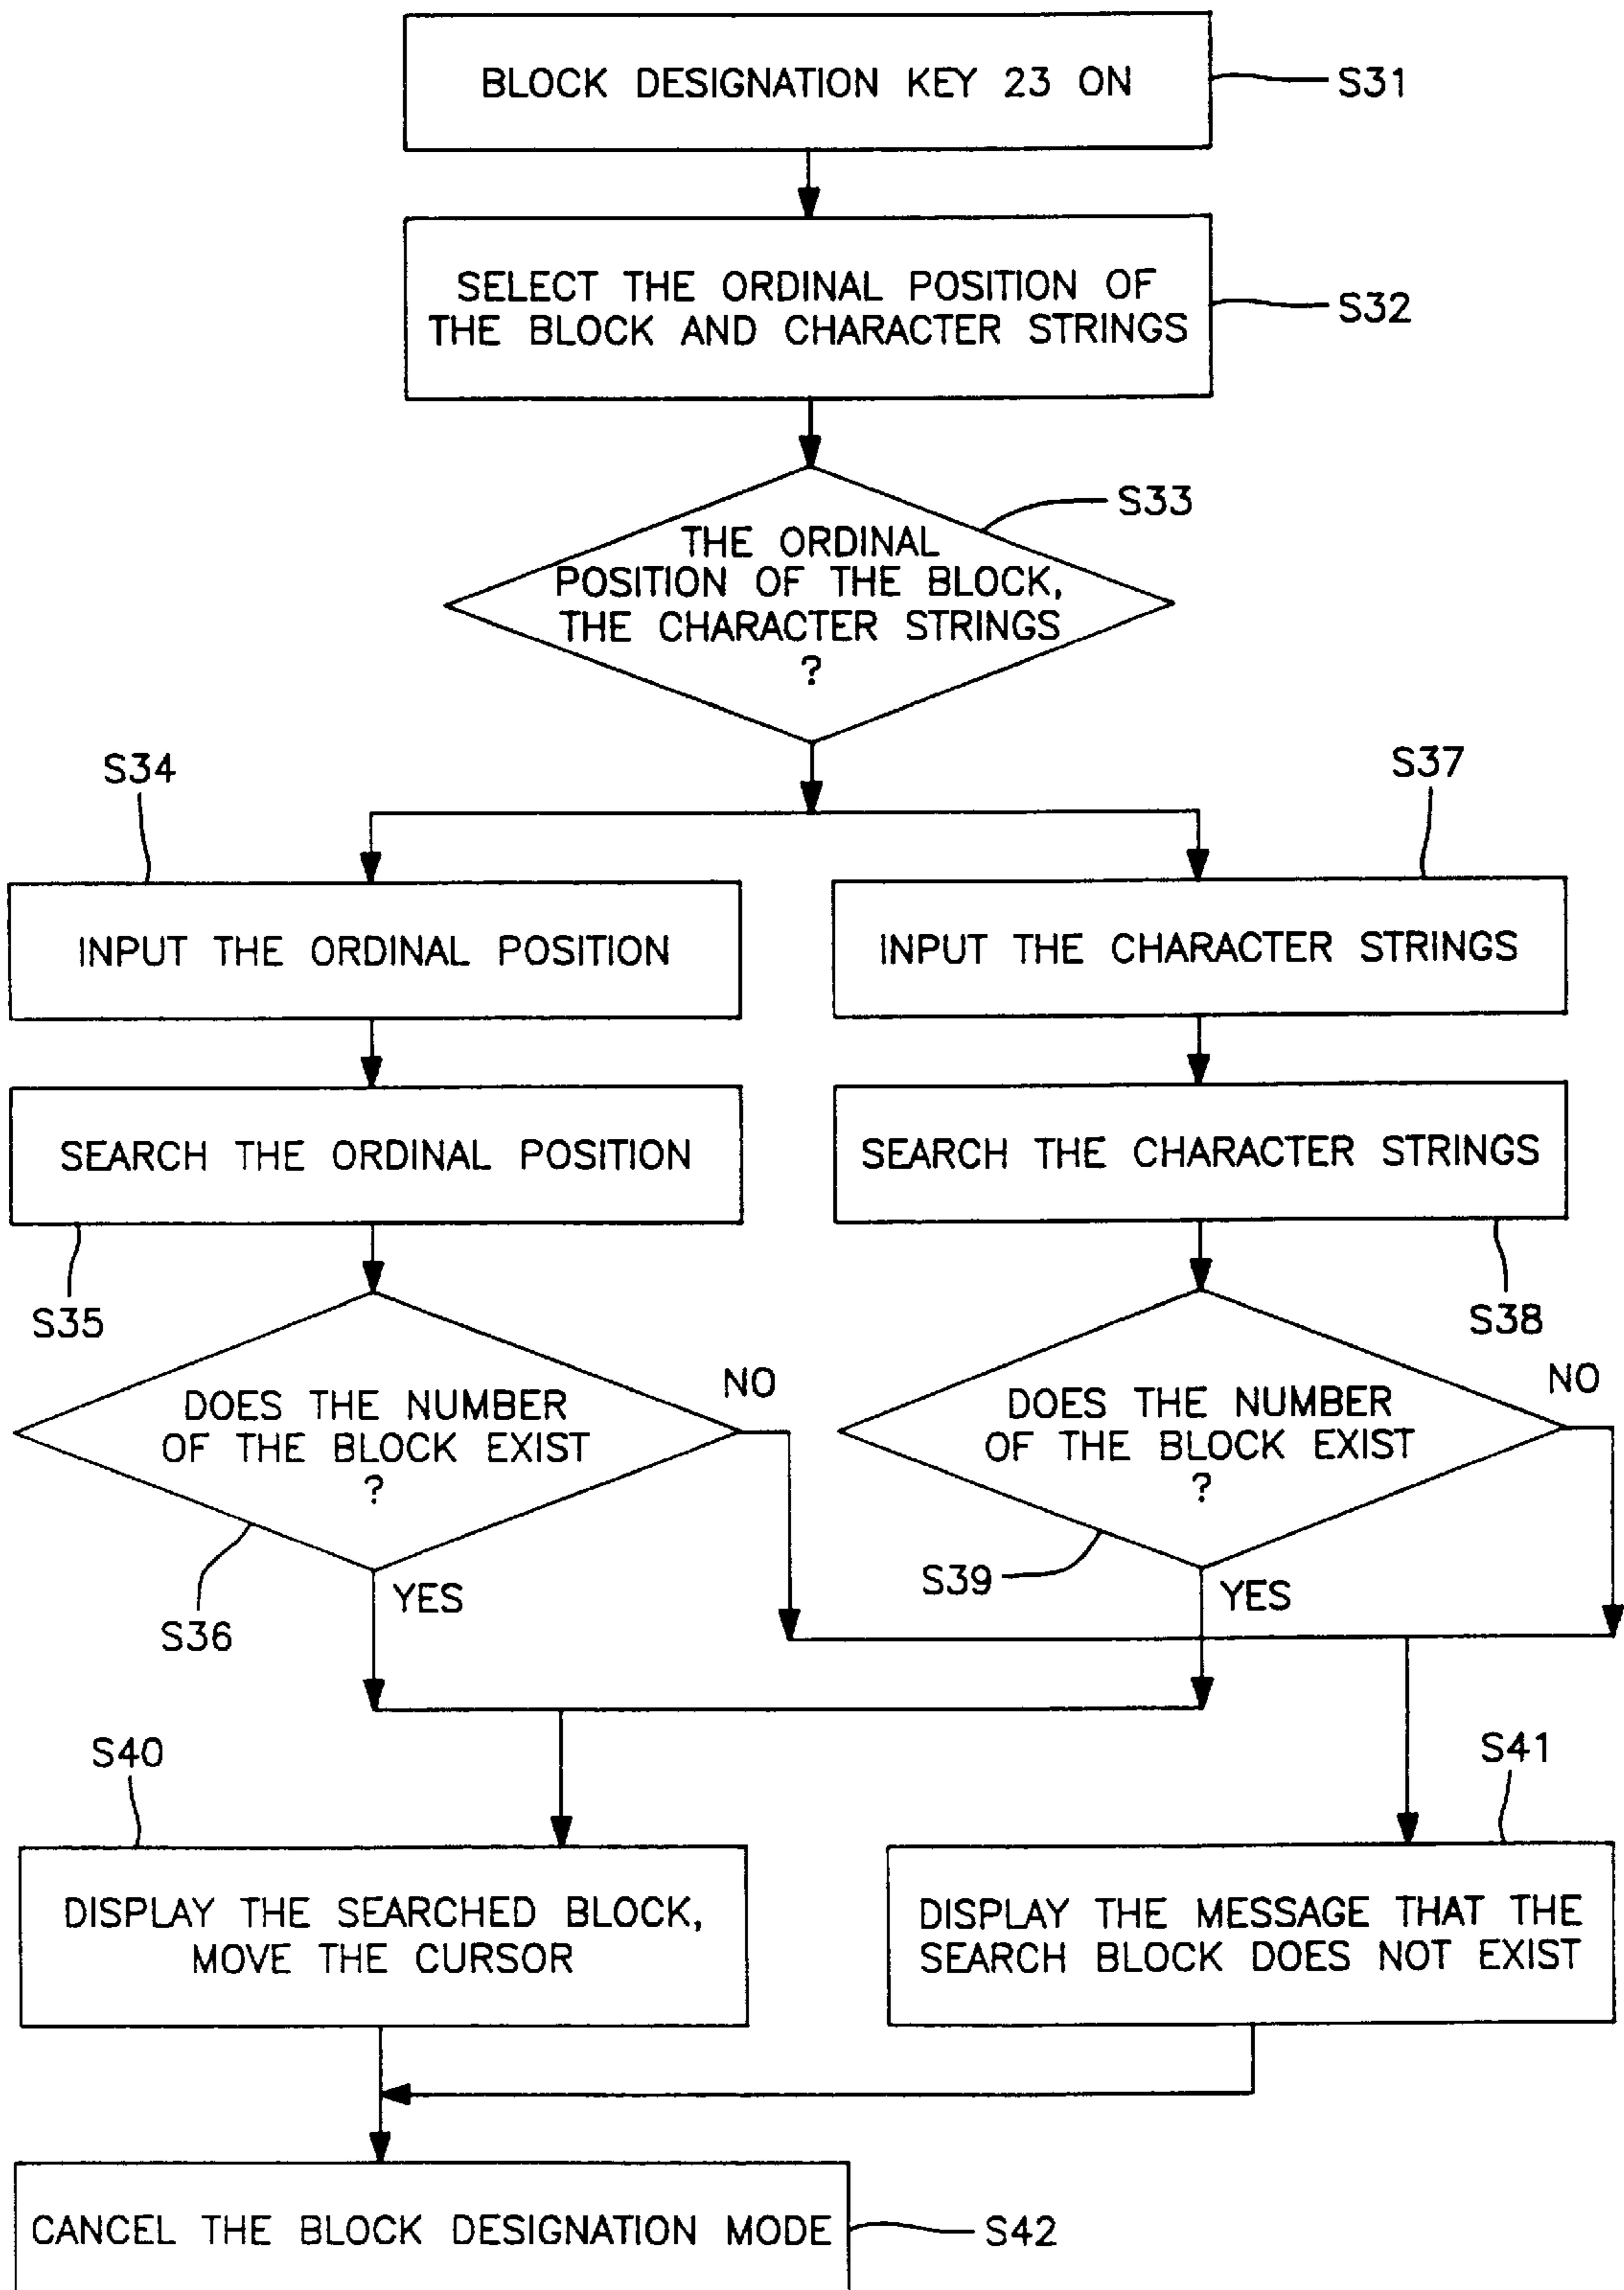 BLOCK DESIGNATION KEY 23 ON
S31
SELECT THE ORDINAL POSITION OF
THE BLOCK AND CHARACTER STRINGS
S32
S33
THE ORDINAL
POSITION OF THE BLOCK,
THE CHARACTER STRINGS
?
S34
S37
INPUT THE ORDINAL POSITION
INPUT THE CHARACTER STRINGS
SEARCH THE ORDINAL POSITION
SEARCH THE CHARACTER STRINGS
S35
S38
DOES THE NUMBER
OF THE BLOCK EXIST
?
NO
DOES THE NUMBER
OF THE BLOCK EXIST
?
NO
S36
YES
S39
YES
S40
S41
DISPLAY THE SEARCHED BLOCK,
MOVE THE CURSOR
DISPLAY THE MESSAGE THAT THE
SEARCH BLOCK DOES NOT EXIST
CANCEL THE BLOCK DESIGNATION MODE
S42